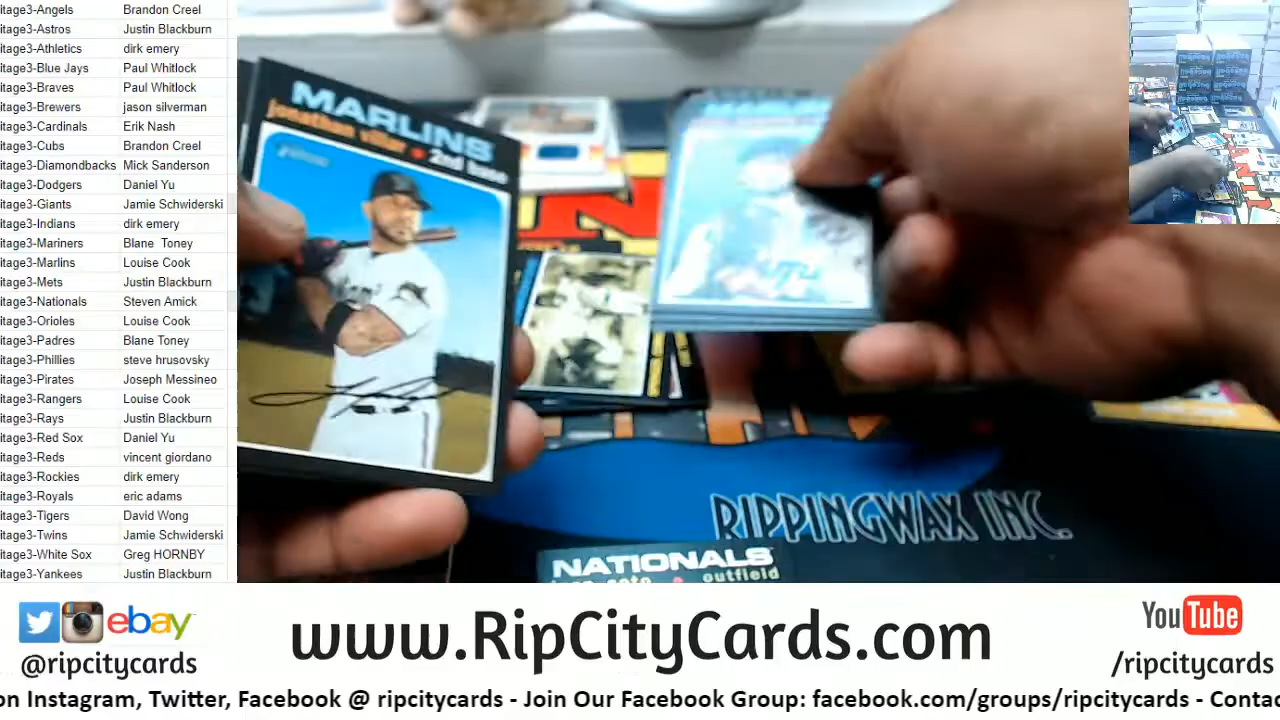 itage3-Angels Brandon Creel
itage3-Astros Justin Blackburn
itage3-Athletics dirk emery
itage3-Blue Jays Paul Whitlock
itage3-Braves Paul Whitlock
itage3-Brewers jason silverman
itage3-Cardinals Erik Nash
itage3-Cubs Brandon Creel
itage3-Diamondbacks Mick Sanderson
itage3-Dodgers Daniel Yu
itage3-Giants Jamie Schwiderski
itage3-Indians dirk emery
itage3-Mariners Blane Toney
itage3-Marlins Louise Cook
itage3-Mets Justin Blackburn
itage3-Nationals Steven Amick
itage3-Orioles Louise Cook
itage3-Padres Blane Toney
itage3-Phillies steve hrusovsky
itage3-Pirates Joseph Messineo
itage3-Rangers Louise Cook
itage3-Rays Justin Blackburn
itage3-Red Sox Daniel Yu
itage3-Reds vincent giordano
itage3-Rockies dirk emery
itage3-Royals eric adams
itage3-Tigers David Wong
itage3-Twins Jamie Schwiderski
itage3-White Sox Greg HORNBY
itage3-Yankees Justin Blackburn
MARLINS
jonathan villar • 2nd base
RIPPINGWAX INC.
NATIONALS
soto • outfield
ebay
@ripcitycards
www.RipCityCards.com
YouTube
/ripcitycards
on Instagram, Twitter, Facebook @ ripcitycards - Join Our Facebook Group: facebook.com/groups/ripcitycards - Contac